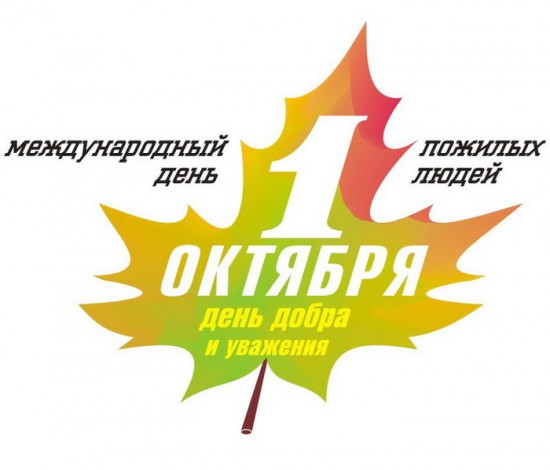 международный
день
пожилых
людей
1
ОКТЯБРЯ
день добра
и уважения